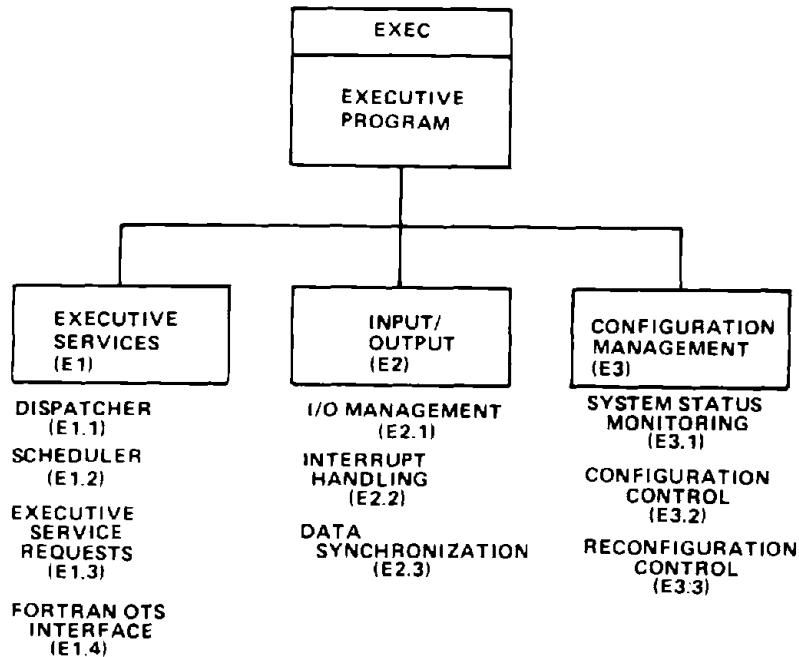 EXEC
EXECUTIVE
PROGRAM
EXECUTIVE
SERVICES
(E1)
DISPATCHER
(E1.1)
SCHEDULER
(E1.2)
EXECUTIVE
SERVICE
REQUESTS
(E1.3)
FORTRAN OTS
INTERFACE
(E1.4)
INPUT/
OUTPUT
(E2)
I/O MANAGEMENT
(E2.1)
INTERRUPT
HANDLING
(E2.2)
DATA
SYNCHRONIZATION
(E2.3)
CONFIGURATION
MANAGEMENT
(E3)
SYSTEM STATUS
MONITORING
(E3.1)
CONFIGURATION
CONTROL
(E3.2)
RECONFIGURATION
CONTROL
(E3.3)